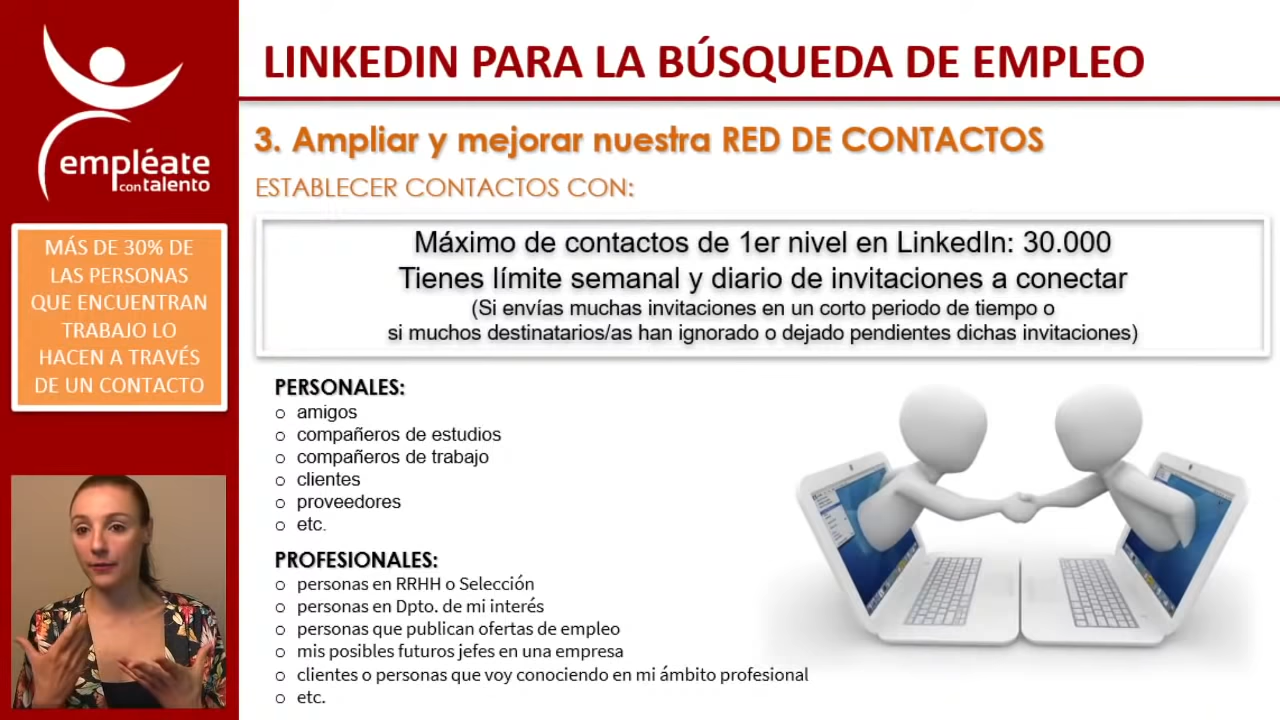 LINKEDIN PARA LA BÚSQUEDA DE EMPLEO
empléate
con talento
3. Ampliar y mejorar nuestra RED DE CONTACTOS
ESTABLECER CONTACTOS CON:
MÁS DE 30% DE
LAS PERSONAS
QUE ENCUENTRAN
TRABAJO LO
HACEN A TRAVÉS
DE UN CONTACTO
Máximo de contactos de 1er nivel en LinkedIn: 30.000
Tienes límite semanal y diario de invitaciones a conectar
(Si envías muchas invitaciones en un corto periodo de tiempo o
si muchos destinatarios/as han ignorado o dejado pendientes dichas invitaciones)
PERSONALES:
o amigos
o compañeros de estudios
o compañeros de trabajo
o clientes
o proveedores
o etc.
PROFESIONALES:
o personas en RRHH o Selección
o personas en Dpto. de mi interés
o personas que publican ofertas de empleo
o mis posibles futuros jefes en una empresa
o clientes o personas que voy conociendo en mi ámbito profesional
o etc.